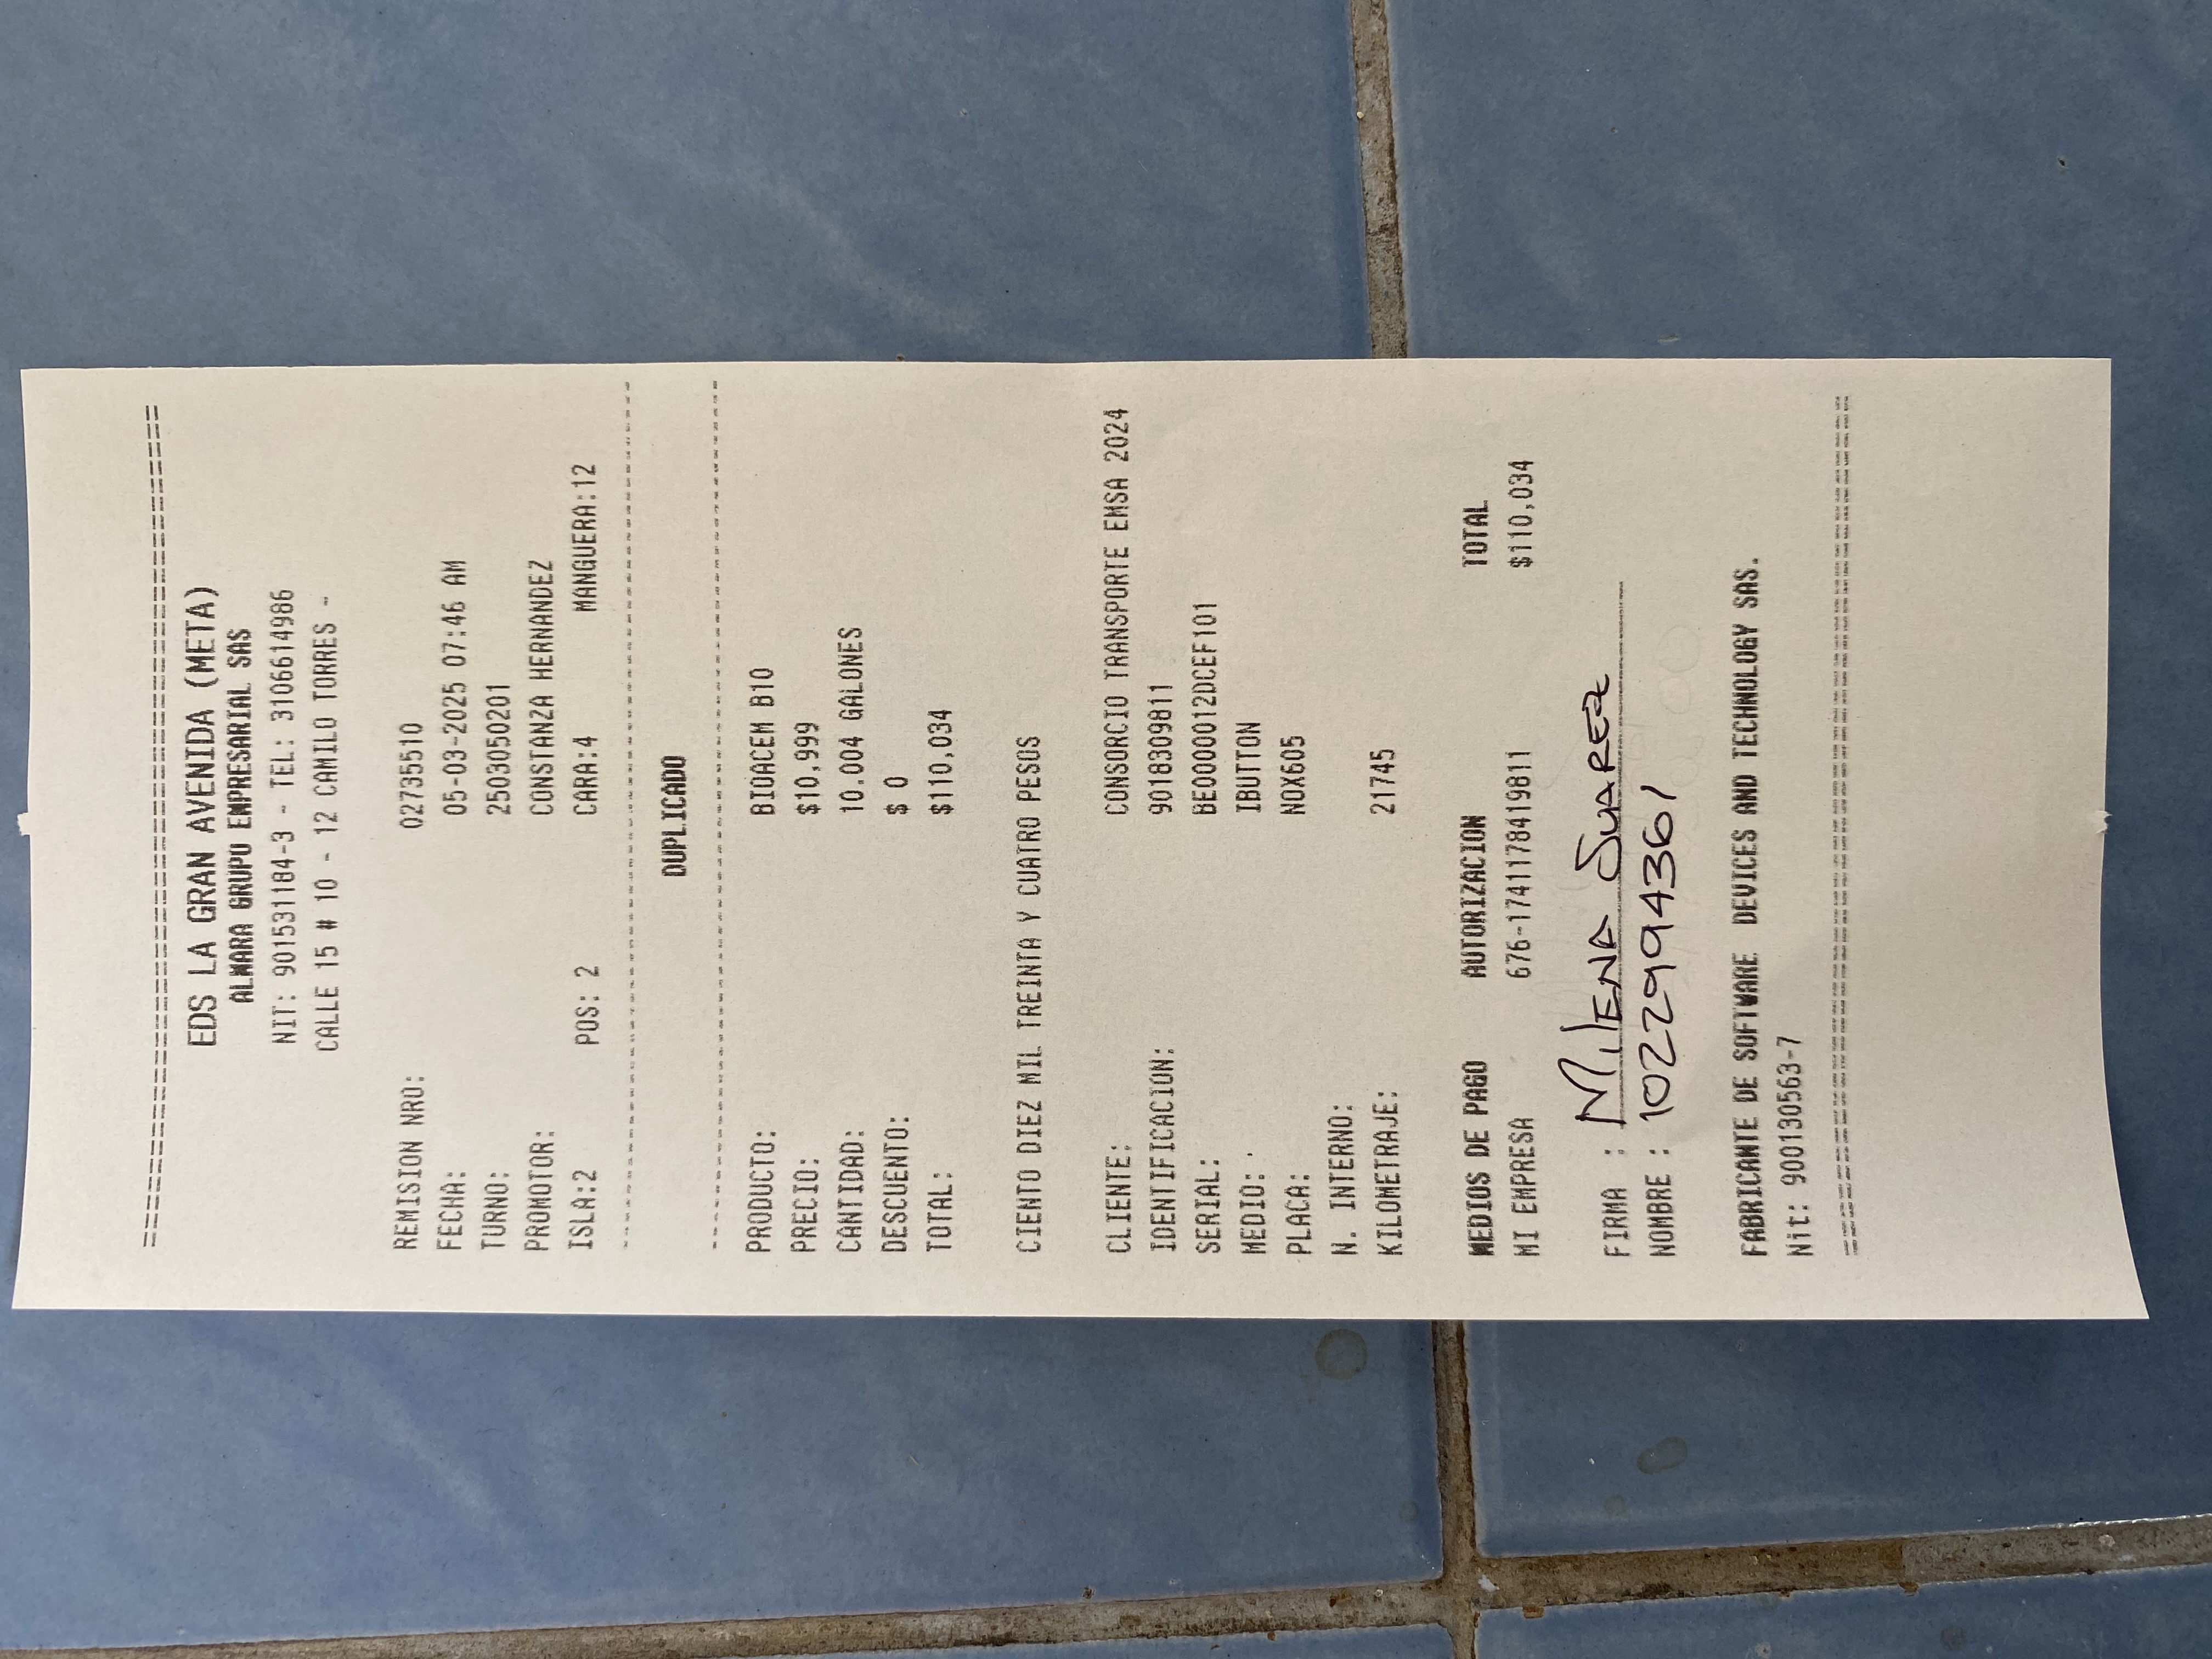 ================================================
EDS LA GRAN AVENIDA (META)
ALMARA GRUPO EMPRESARIAL SAS
NIT: 901531184-3 - TEL: 3106614986
CALLE 15 # 10 - 12 CAMILO TORRES -
REMISION NRO: 02735510
FECHA: 05-03-2025 07:46 AM
TURNO: 2503050201
PROMOTOR: CONSTANZA HERNANDEZ
ISLA:2 POS: 2 CARA:4 MANGUERA:12
------------------------------------------------
DUPLICADO
------------------------------------------------
PRODUCTO: BIOACEM B10
PRECIO: $10,999
CANTIDAD: 10.004 GALONES
DESCUENTO: $ 0
TOTAL: $110,034
CIENTO DIEZ MIL TREINTA Y CUATRO PESOS
CLIENTE: CONSORCIO TRANSPORTE EMSA 2024
IDENTIFICACION: 9018309811
SERIAL: BE0000012DCEF101
MEDIO: IBUTTON
PLACA: NOX605
N. INTERNO:
KILOMETRAJE: 21745
MEDIOS DE PAGO AUTORIZACION TOTAL
MI EMPRESA 676-1741178419811 $110,034
FIRMA : MILENA SUAREZ
NOMBRE : 1022994361
FABRICANTE DE SOFTWARE DEVICES AND TECHNOLOGY SAS.
Nit: 900130563-7
================================================